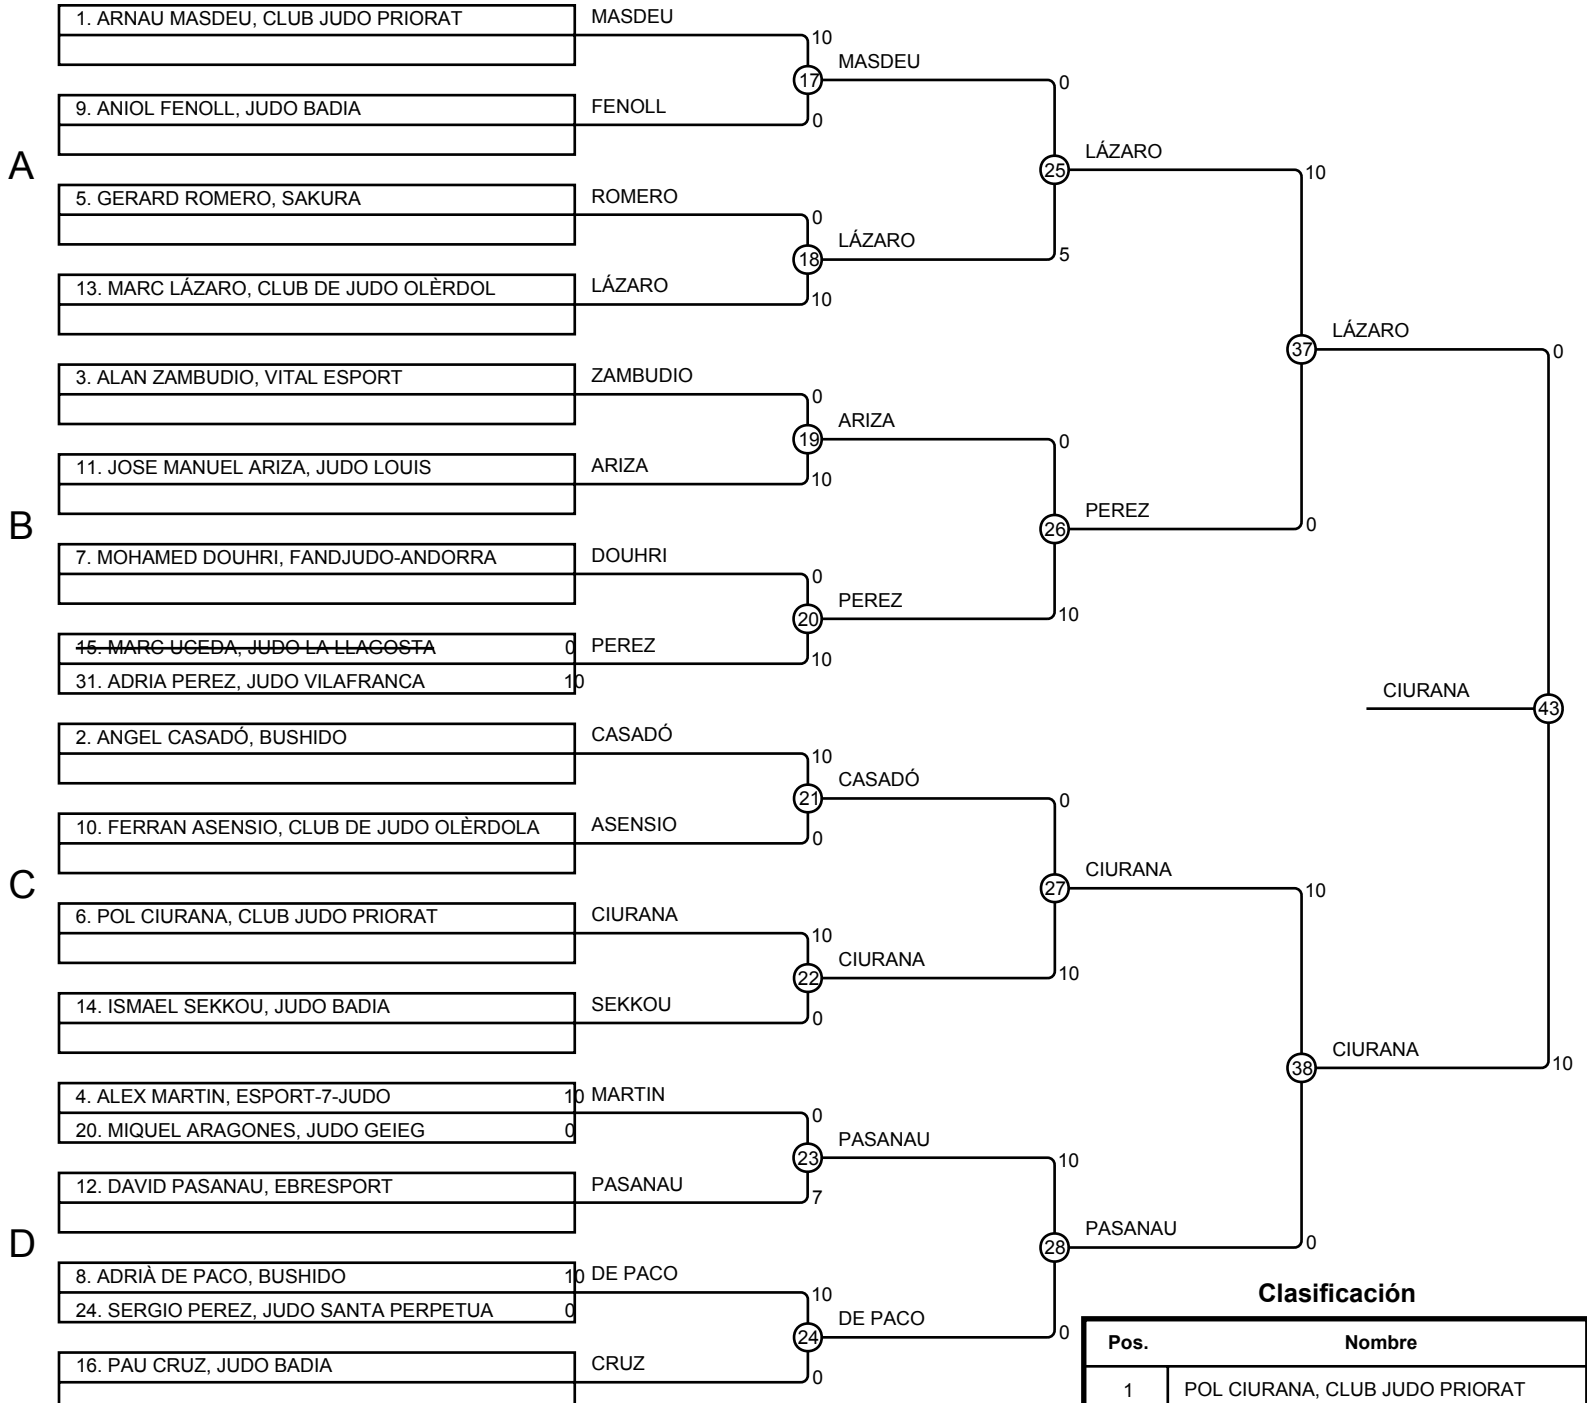 1. ARNAU MASDEU, CLUB JUDO PRIORAT
MASDEU
10
17
MASDEU
0
9. ANIOL FENOLL, JUDO BADIA
FENOLL
0
A
25
LÁZARO
10
5. GERARD ROMERO, SAKURA
ROMERO
0
18
LÁZARO
5
13. MARC LÁZARO, CLUB DE JUDO OLÈRDOL
LÁZARO
10
37
LÁZARO
0
3. ALAN ZAMBUDIO, VITAL ESPORT
ZAMBUDIO
0
19
ARIZA
0
11. JOSE MANUEL ARIZA, JUDO LOUIS
ARIZA
10
B
26
PEREZ
0
7. MOHAMED DOUHRI, FANDJUDO-ANDORRA
DOUHRI
0
20
PEREZ
10
15. MARC UCEDA, JUDO LA LLAGOSTA 0
PEREZ
10
31. ADRIA PEREZ, JUDO VILAFRANCA 10
CIURANA
43
2. ANGEL CASADÓ, BUSHIDO
CASADÓ
10
21
CASADÓ
0
10. FERRAN ASENSIO, CLUB DE JUDO OLÈRDOLA
ASENSIO
0
C
27
CIURANA
10
6. POL CIURANA, CLUB JUDO PRIORAT
CIURANA
10
22
CIURANA
10
14. ISMAEL SEKKOU, JUDO BADIA
SEKKOU
0
38
CIURANA
10
4. ALEX MARTIN, ESPORT-7-JUDO 10
MARTIN
0
20. MIQUEL ARAGONES, JUDO GEIEG 0
23
PASANAU
10
12. DAVID PASANAU, EBRESPORT
PASANAU
7
D
28
PASANAU
0
8. ADRIÀ DE PACO, BUSHIDO 10
DE PACO
10
24. SERGIO PEREZ, JUDO SANTA PERPETUA 0
24
DE PACO
0
16. PAU CRUZ, JUDO BADIA
CRUZ
0
Clasificación
Pos. Nombre
1 POL CIURANA, CLUB JUDO PRIORAT